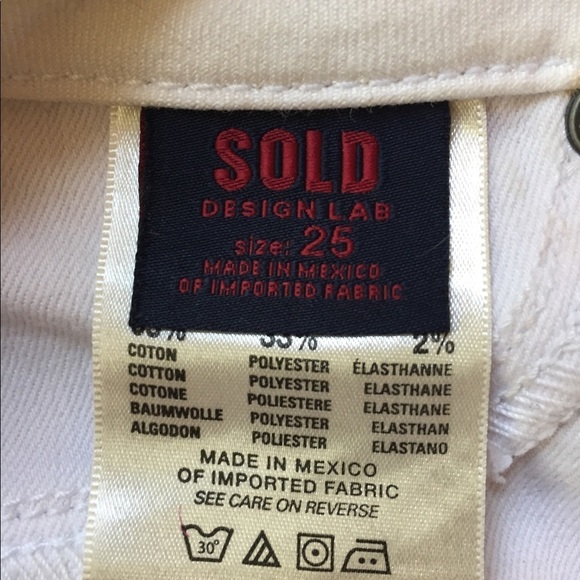 SOLD
DESIGN LAB
size: 25
MADE IN MEXICO
OF IMPORTED FABRIC
2%
COTON POLYESTER ÉLASTHANNE
COTTON POLYESTER ELASTHANE
COTONE POLIESTERE ELASTHANE
BAUMWOLLE POLYESTER ELASTHAN
ALGODON POLIESTER ELASTANO
MADE IN MEXICO
OF IMPORTED FABRIC
SEE CARE ON REVERSE
30°